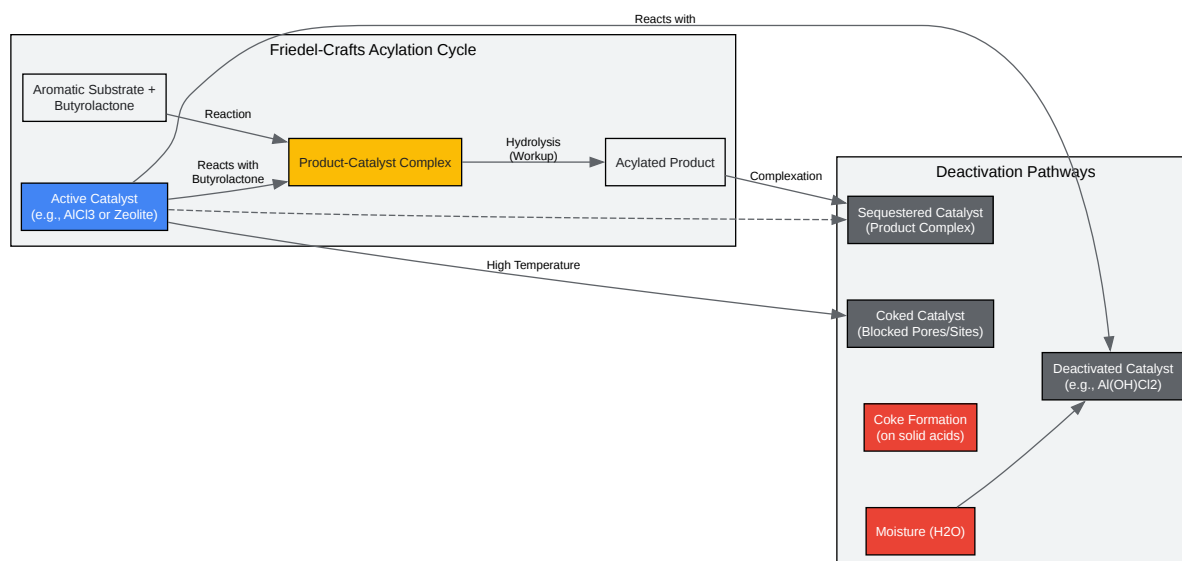 Reacts with
Friedel-Crafts Acylation Cycle
Aromatic Substrate +
Butyrolactone
Reaction
Reacts with
Butyrolactone
Active Catalyst
(e.g., AlCl3 or Zeolite)
Product-Catalyst Complex
Hydrolysis
(Workup)
Acylated Product
Complexation
High Temperature
Deactivation Pathways
Sequestered Catalyst
(Product Complex)
Coked Catalyst
(Blocked Pores/Sites)
Deactivated Catalyst
(e.g., Al(OH)Cl2)
Coke Formation
(on solid acids)
Moisture (H2O)